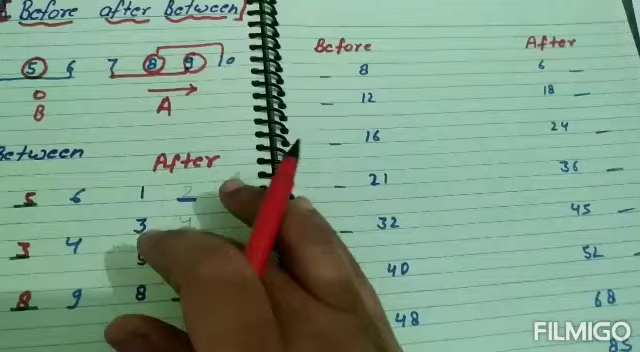 Before after Between
5 6 7 8 9 10
B A
Between After
5 6 1 2
3 4 3 4
8 9 8
Before After
_ 8 6 _
_ 12 18 _
_ 16 24 _
_ 21 36 _
_ 32 45 _
40 52 _
48 68
85
FILMIGO